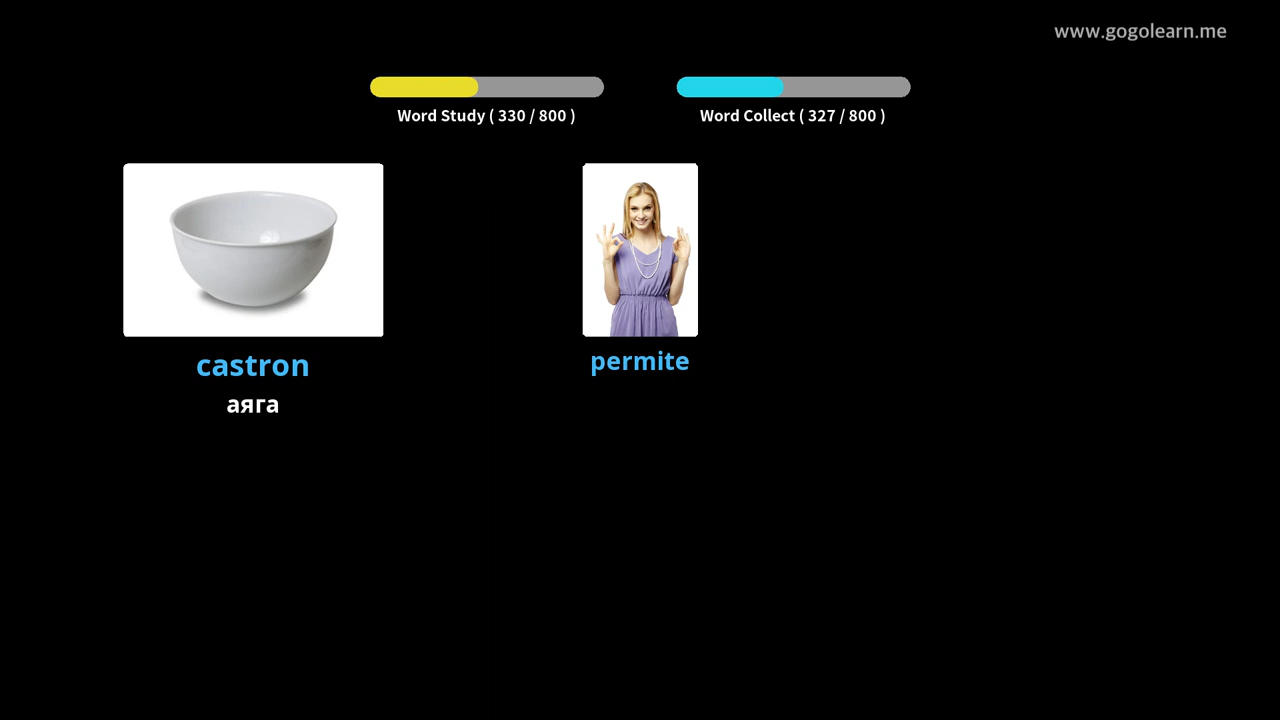 www.gogolearn.me
Word Study ( 330 / 800 )
Word Collect ( 327 / 800 )
castron
permite
аяга